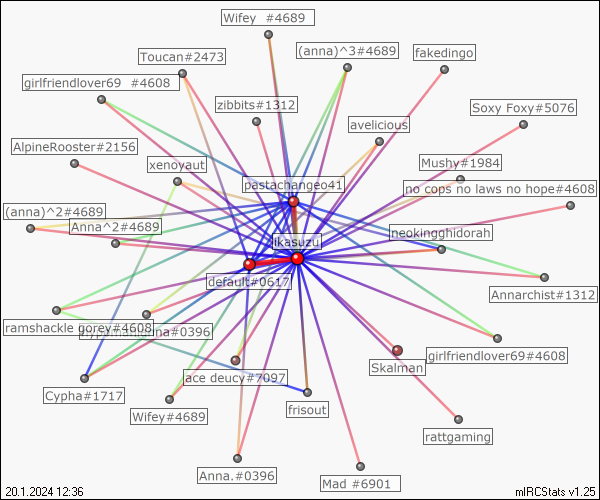 Wifey  #4689
(anna)^3#4689
fakedingo
Toucan#2473
girlfriendlover69  #4608
zibbits#1312
Soxy Foxy#5076
avelicious
AlpineRooster#2156
xenovaut
Mushy#1984
pastachangeo41
no cops no laws no hope#4608
(anna)^2#4689
Anna^2#4689
neokingghidorah
ikasuzu
default#0617
Annarchist#1312
ramshackle gorey#4608
#0396
girlfriendlover69#4608
Skalman
ace deucy#7097
Cypha#1717
frisout
Wifey#4689
rattgaming
Anna.#0396
Mad #6901
20.1.2024 12:36
mIRCStats v1.25